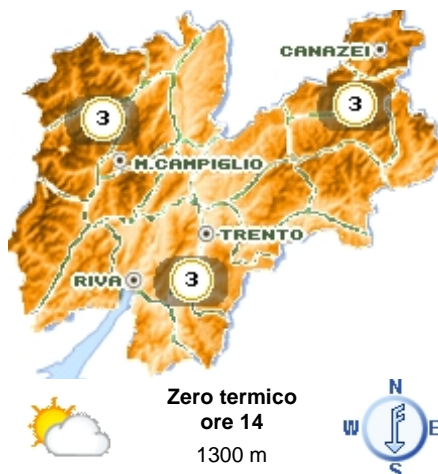 CANAZEI
3
3
M.CAMPIGLIO
TRENTO
RIVA
3
Zero termico
ore 14
1300 m
N
W E
S